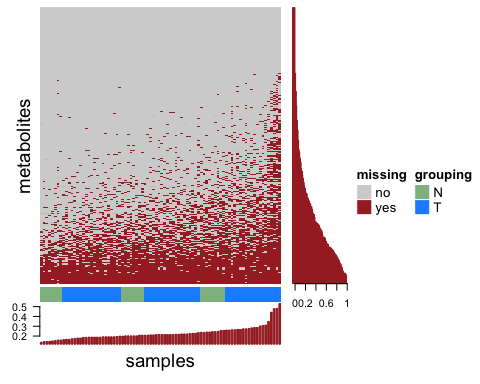 metabolites
missing grouping
no N
yes T
00.2 0.6 1
0.5
0.4
0.3
0.2
samples